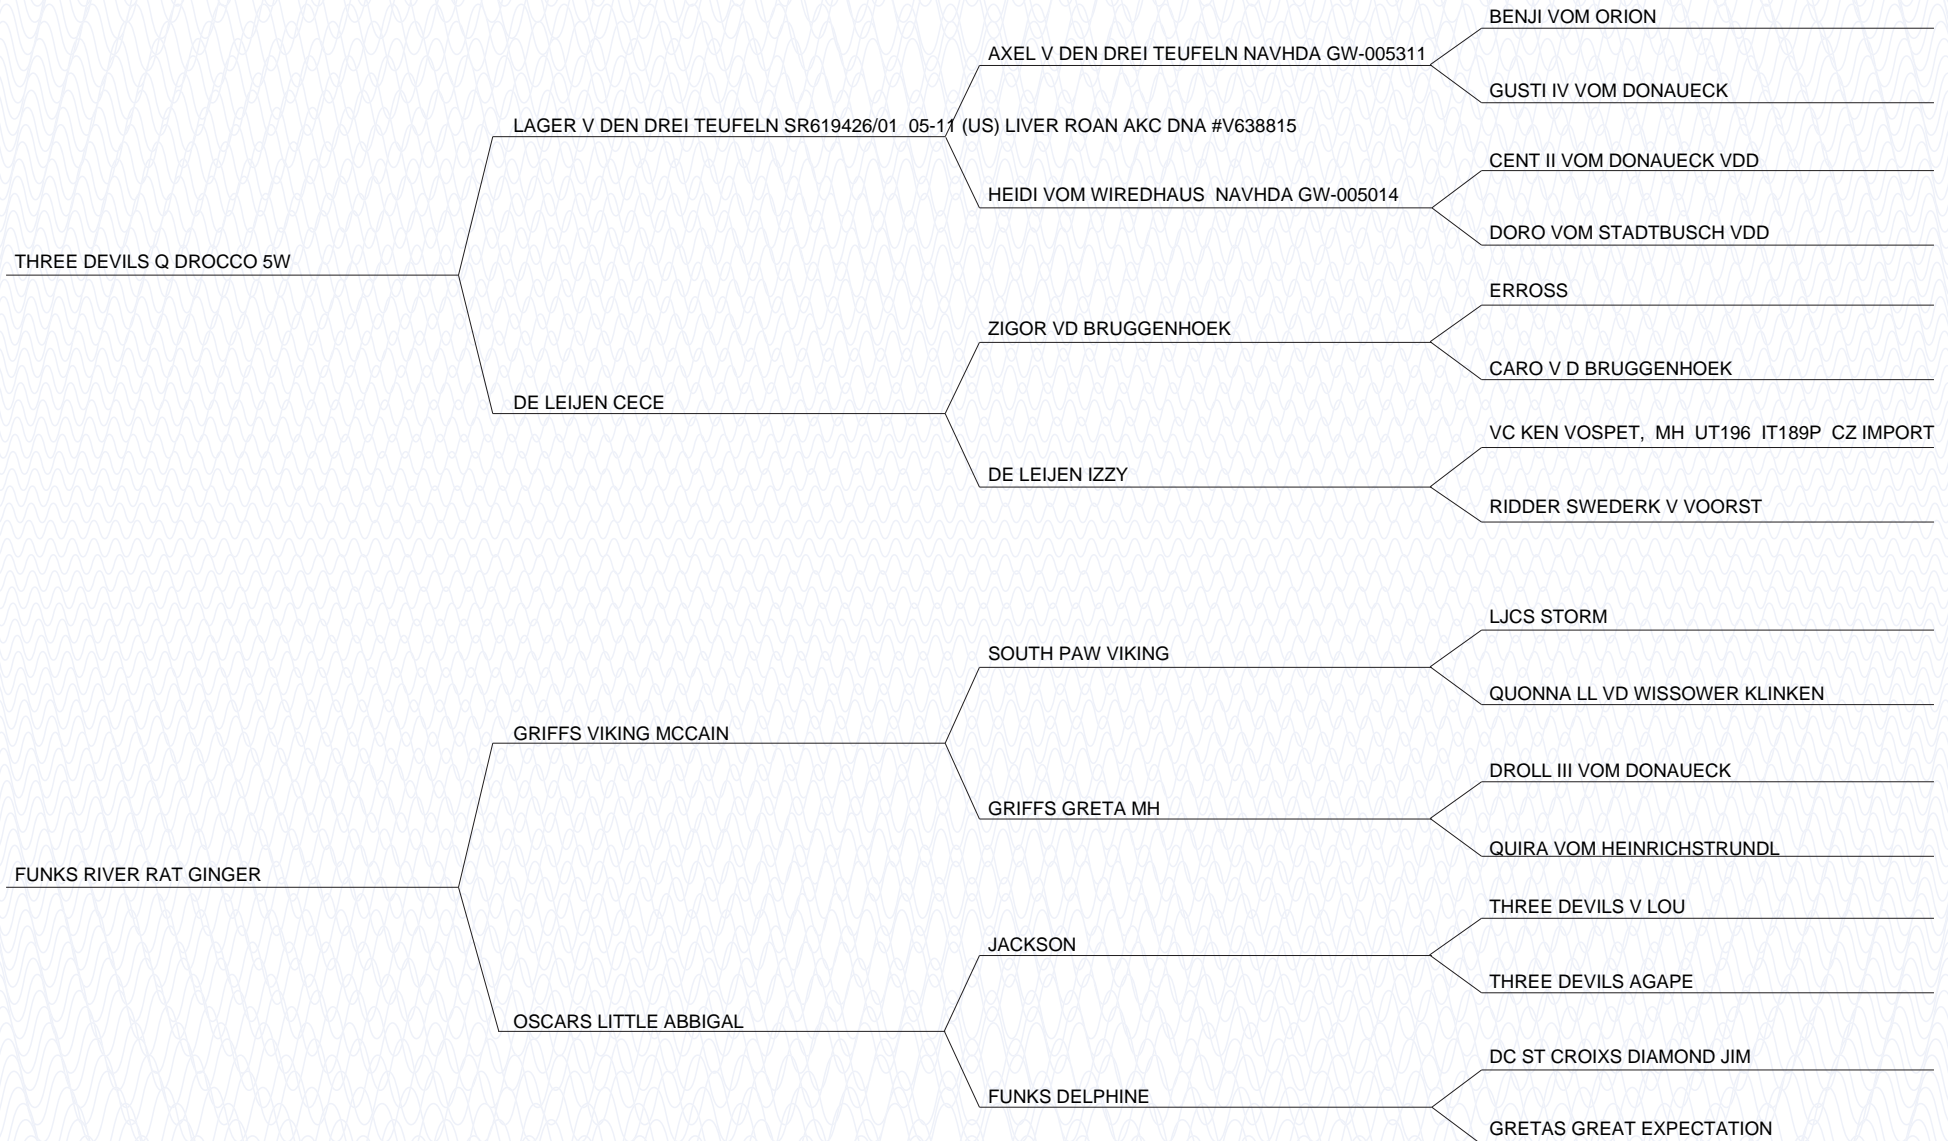 BENJI VOM ORION
AXEL V DEN DREI TEUFELN NAVHDA GW-005311
GUSTI IV VOM DONAUECK
LAGER V DEN DREI TEUFELN SR619426/01  05-11 (US) LIVER ROAN AKC DNA #V638815
CENT II VOM DONAUECK VDD
HEIDI VOM WIREDHAUS  NAVHDA GW-005014
DORO VOM STADTBUSCH VDD
THREE DEVILS Q DROCCO 5W
ERROSS
ZIGOR VD BRUGGENHOEK
CARO V D BRUGGENHOEK
DE LEIJEN CECE
VC KEN VOSPET,  MH  UT196  IT189P  CZ IMPORT
DE LEIJEN IZZY
RIDDER SWEDERK V VOORST
LJCS STORM
SOUTH PAW VIKING
QUONNA LL VD WISSOWER KLINKEN
GRIFFS VIKING MCCAIN
DROLL III VOM DONAUECK
GRIFFS GRETA MH
QUIRA VOM HEINRICHSTRUNDL
FUNKS RIVER RAT GINGER
THREE DEVILS V LOU
JACKSON
THREE DEVILS AGAPE
OSCARS LITTLE ABBIGAL
DC ST CROIXS DIAMOND JIM
FUNKS DELPHINE
GRETAS GREAT EXPECTATION